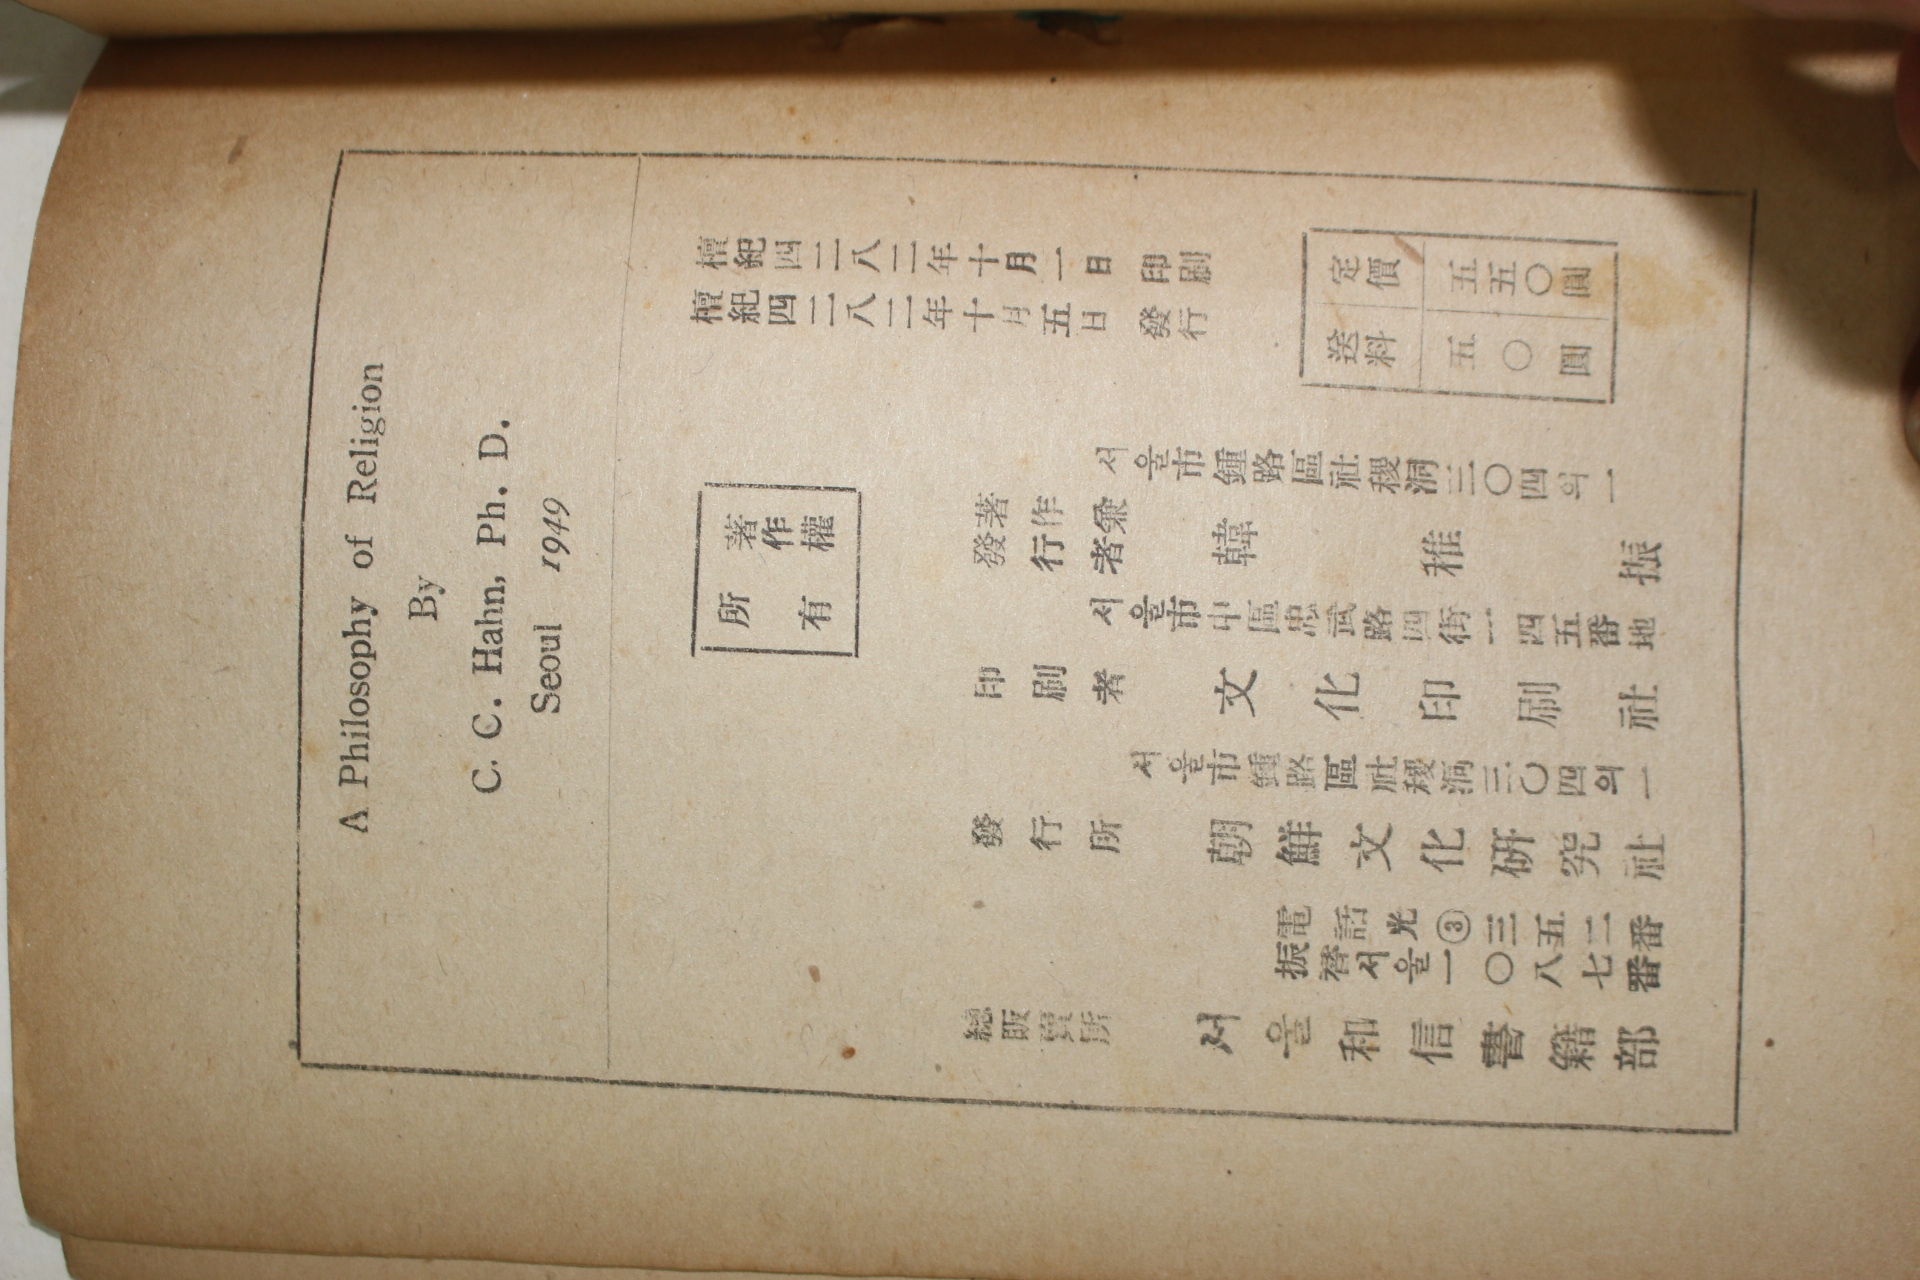 A Philosophy of Religion
By
C. C. Hahn, Ph. D.
Seoul 1949
檀紀四二八二年十月一日 印刷
檀紀四二八二年十月五日 發行
定價 五五〇圓
送料 五〇圓
著作權
所有
서울市鍾路區社稷洞三〇四의一
著作兼
發行者 韓稚振
서울市中區忠武路四街一四五番地
印刷者 文化印刷社
서울市鍾路區社稷洞三〇四의一
發行所 朝鮮文化硏究社
電話光③三五二番
振替서울一〇八七番
總販賣所 서울和信書籍部